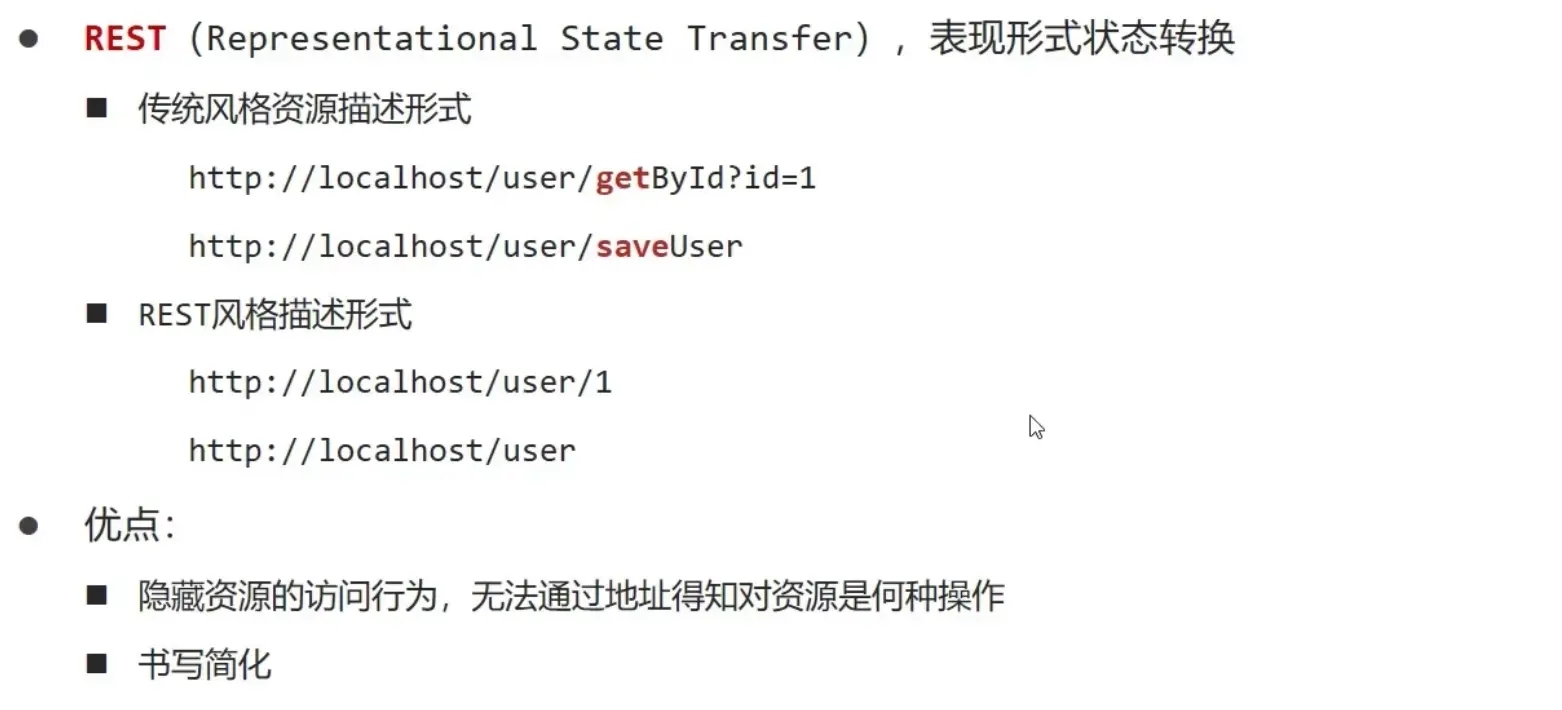 REST（Representational State Transfer），表现形式状态转换
传统风格资源描述形式
http://localhost/user/getById?id=1
http://localhost/user/saveUser
REST风格描述形式
http://localhost/user/1
http://localhost/user
优点：
隐藏资源的访问行为，无法通过地址得知对资源是何种操作
书写简化